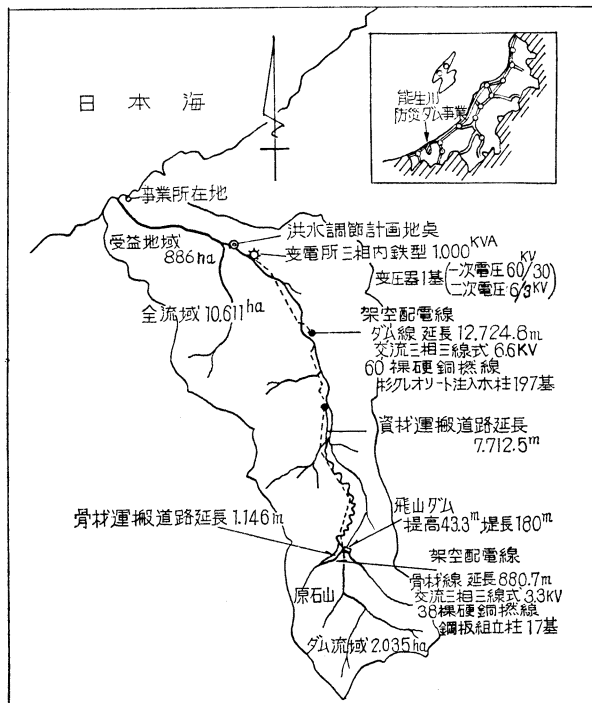 日本海
能生川
防災ダム事業
事業所在地
受益地域
886ha
洪水調節計画地点
変電所三相内鉄型 1.000KVA
変圧器1基(一次電圧60/30KV
二次電圧6/3KV)
全流域10.611ha
架空配電線
ダム線 延長12,724.8m
交流三相三線式 6.6KV
60粿硬銅撚線
杉クレオソート注入木柱197基
資材運搬道路延長
7.712.5m
骨材運搬道路延長1.146m
飛山ダム
堤高43.3m堤長180m
架空配電線
原石山
骨材線 延長880.7m
交流三相三線式3.3KV
38粿硬銅撚線
鋼板組立柱17基
ダム流域2.035ha